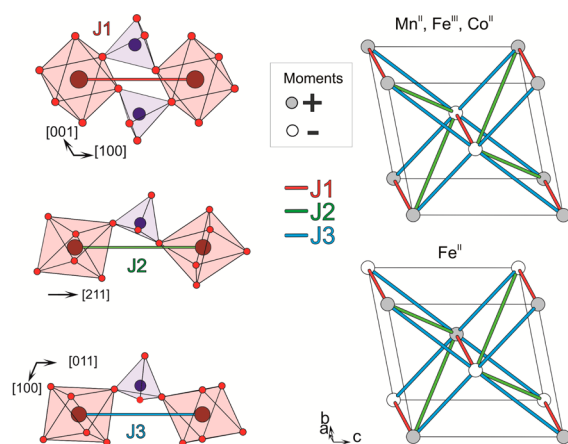 J1
[001]
[100]
J2
[211]
[011]
[100]
J3
Moments
+
-
J1
J2
J3
Mn^II, Fe^III, Co^II
Fe^II
b
a
c